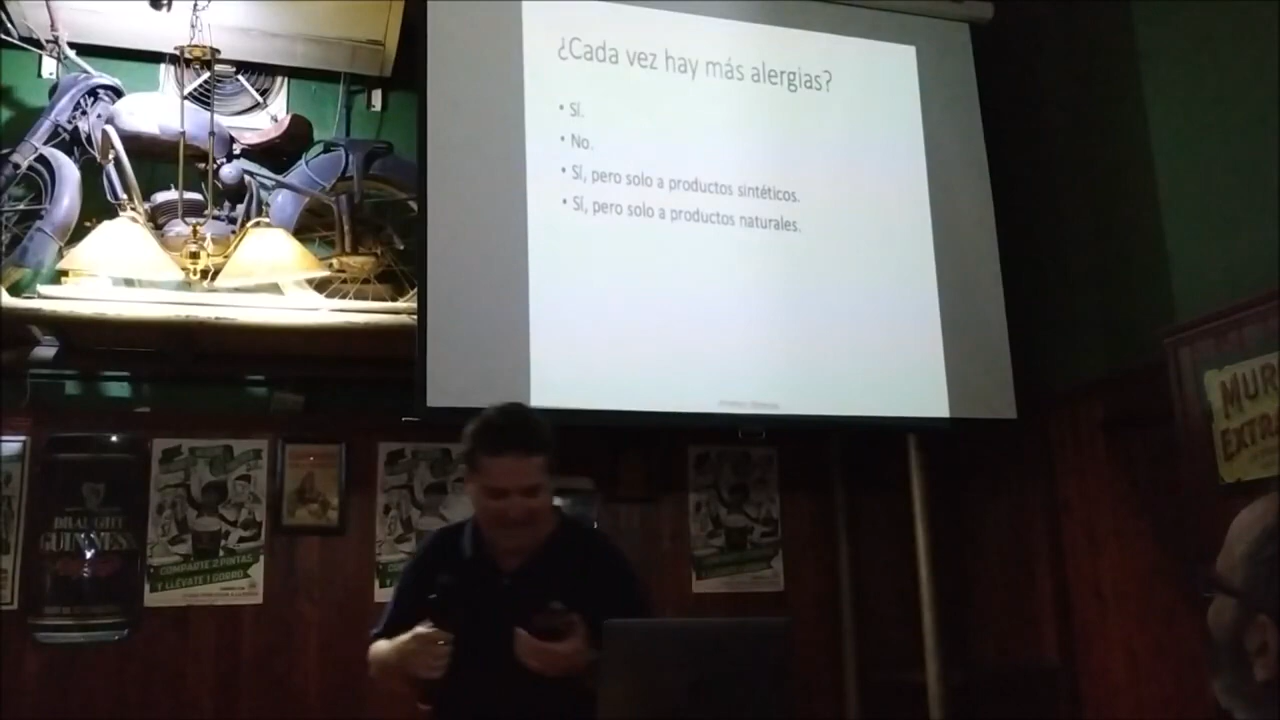 ¿Cada vez hay más alergias?
• Sí.
• No.
• Sí, pero solo a productos sintéticos.
• Sí, pero solo a productos naturales.
MUR
EXTRA
DRAUGHT
GUINNESS
COMPARTE 2 PINTAS
Y LLÉVATE 1 GORRO